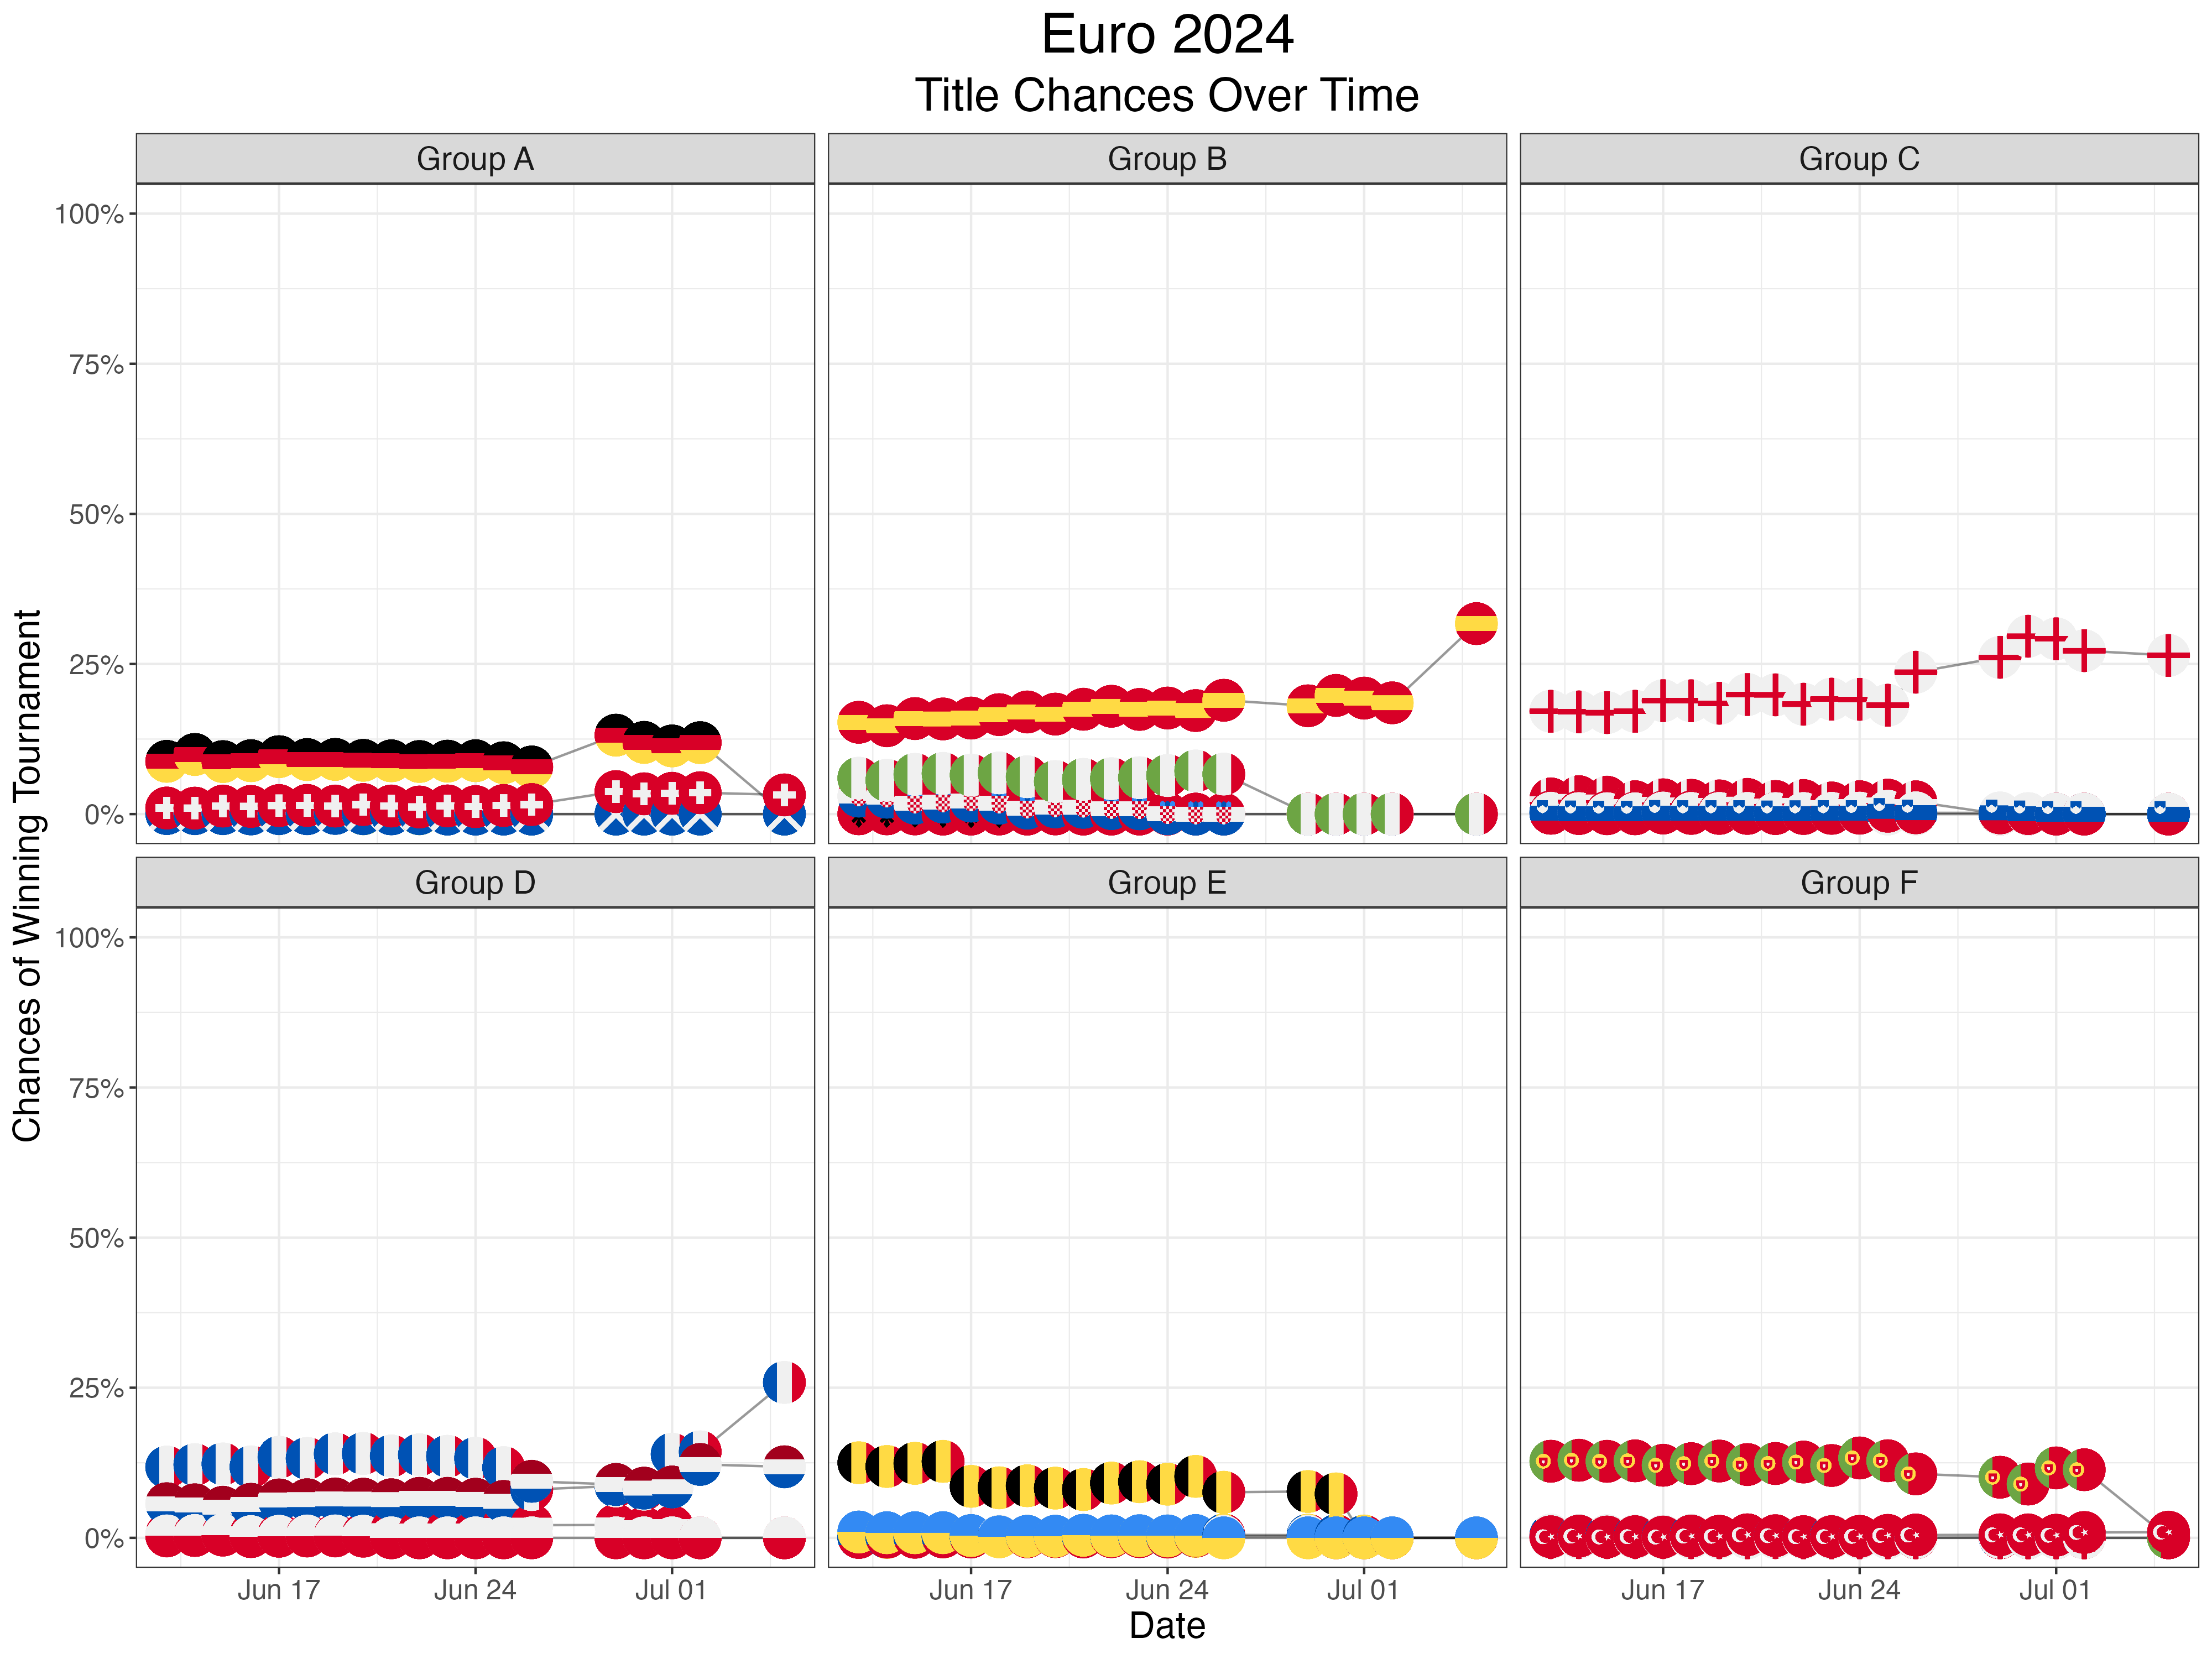 Euro 2024
Title Chances Over Time
Group A
Group B
Group C
100%
75%
50%
25%
0%
Group D
Group E
Group F
100%
75%
50%
25%
0%
Jun 17
Jun 24
Jul 01
Jun 17
Jun 24
Jul 01
Jun 17
Jun 24
Jul 01
Date
Chances of Winning Tournament